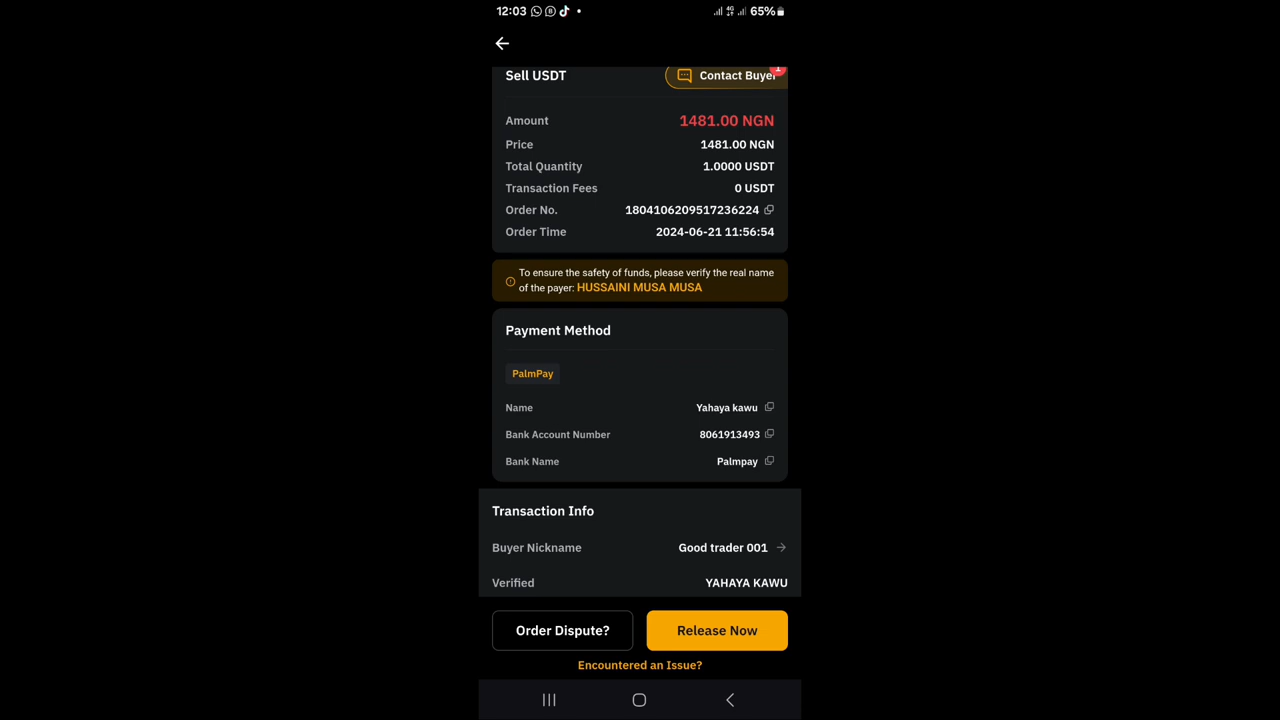 12:03 65%
Sell USDT Contact Buyer 1
Amount 1481.00 NGN
Price 1481.00 NGN
Total Quantity 1.0000 USDT
Transaction Fees 0 USDT
Order No. 1804106209517236224
Order Time 2024-06-21 11:56:54
To ensure the safety of funds, please verify the real name
of the payer: HUSSAINI MUSA MUSA
Payment Method
PalmPay
Name Yahaya kawu
Bank Account Number 8061913493
Bank Name Palmpay
Transaction Info
Buyer Nickname Good trader 001
Verified YAHAYA KAWU
Order Dispute? Release Now
Encountered an Issue?